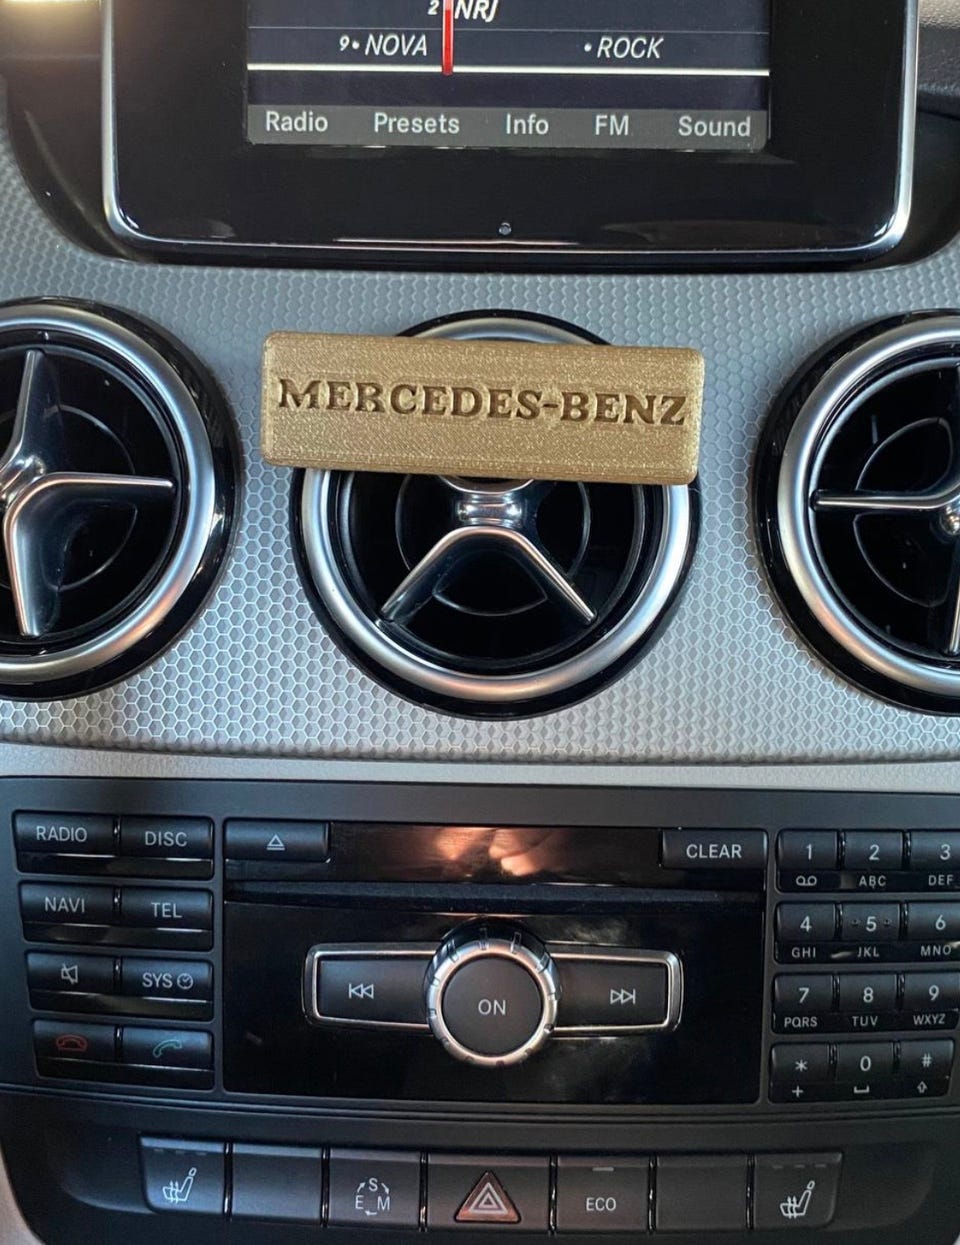 2 NRJ
9• NOVA • ROCK
Radio Presets Info FM Sound
MERCEDES-BENZ
RADIO DISC CLEAR 1 2 3
ABC DEF
NAVI TEL 4 5 6
GHI JKL MNO
SYS 7 8 9
PQRS TUV WXYZ
ON
* 0 #
+
S
E M
ECO